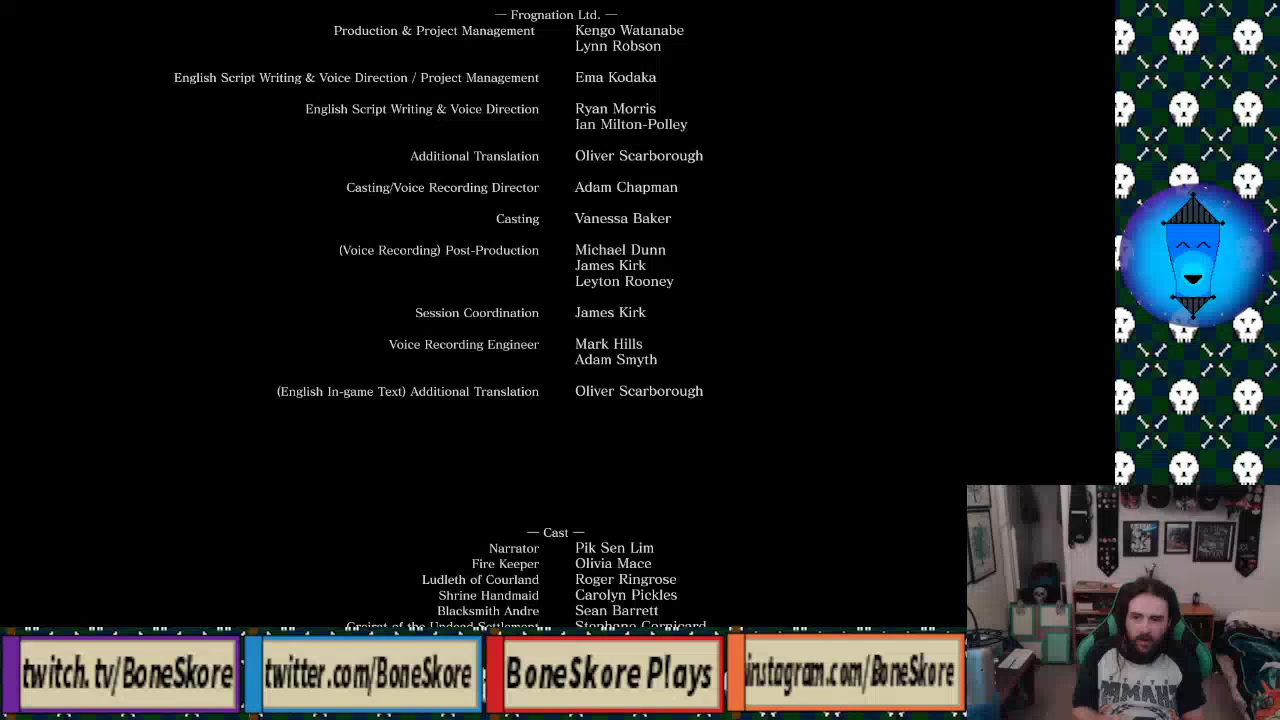 — Frognation Ltd. —
Production & Project Management Kengo Watanabe
Lynn Robson
English Script Writing & Voice Direction / Project Management Ema Kodaka
English Script Writing & Voice Direction Ryan Morris
Ian Milton-Polley
Additional Translation Oliver Scarborough
Casting/Voice Recording Director Adam Chapman
Casting Vanessa Baker
(Voice Recording) Post-Production Michael Dunn
James Kirk
Leyton Rooney
Session Coordination James Kirk
Voice Recording Engineer Mark Hills
Adam Smyth
(English In-game Text) Additional Translation Oliver Scarborough
— Cast —
Narrator Pik Sen Lim
Fire Keeper Olivia Mace
Ludleth of Courland Roger Ringrose
Shrine Handmaid Carolyn Pickles
Blacksmith Andre Sean Barrett
Greirat of the Undead Settlement
twitch.tv/BoneSkore twitter.com/BoneSkore BoneSkore Plays instagram.com/BoneSkore